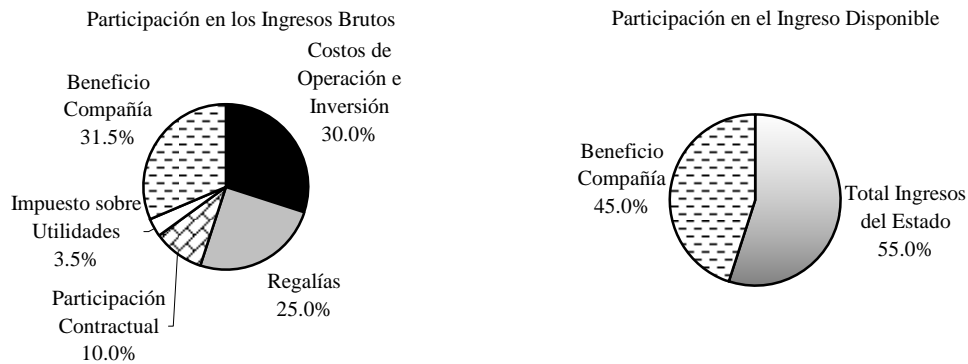 Participación en los Ingresos Brutos
Costos de
Operación e
Inversión
30.0%
Beneficio
Compañía
31.5%
Impuesto sobre
Utilidades
3.5%
Participación
Contractual
10.0%
Regalías
25.0%
Participación en el Ingreso Disponible
Beneficio
Compañía
45.0%
Total Ingresos
del Estado
55.0%